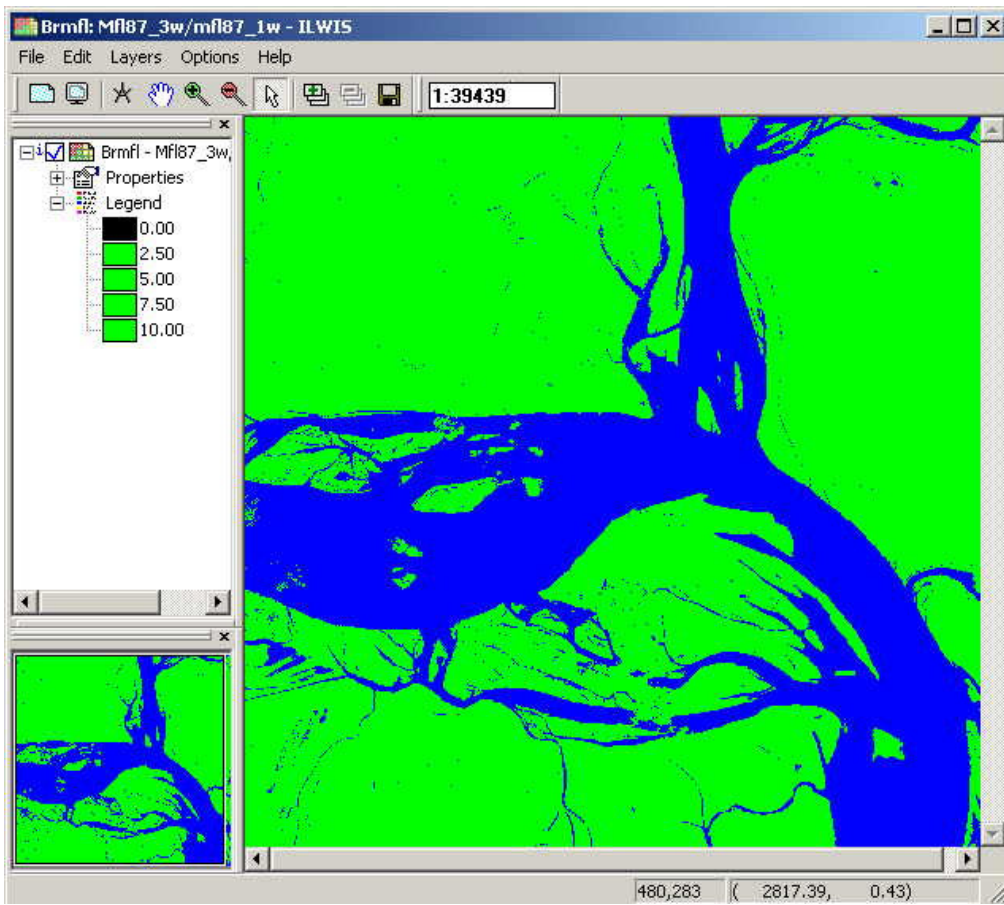 Brmfl: Mfl87_3w/mfl87_1w - ILWIS
File Edit Layers Options Help
1:39439
Brmfl - Mfl87_3w,
Properties
Legend
0.00
2.50
5.00
7.50
10.00
480,283 ( 2817.39, 0.43)